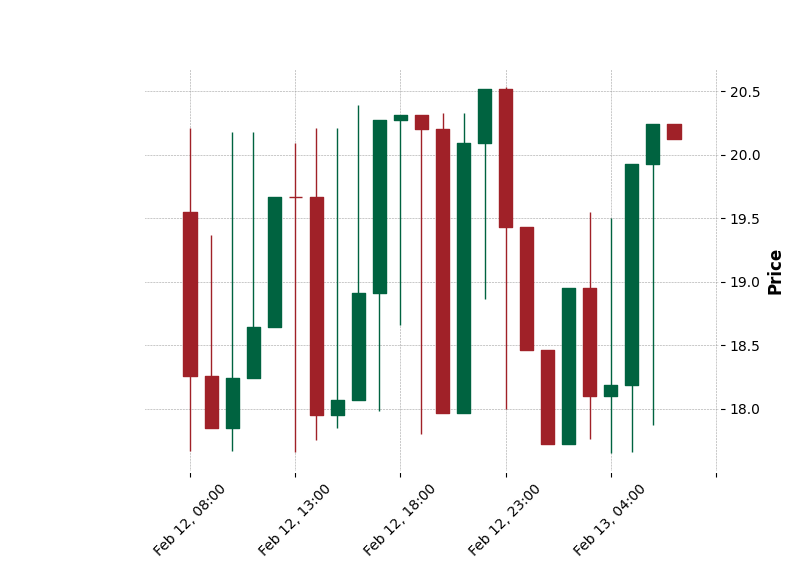 20.5
20.0
19.5
19.0
18.5
18.0
Price
Feb 12, 08:00
Feb 12, 13:00
Feb 12, 18:00
Feb 12, 23:00
Feb 13, 04:00